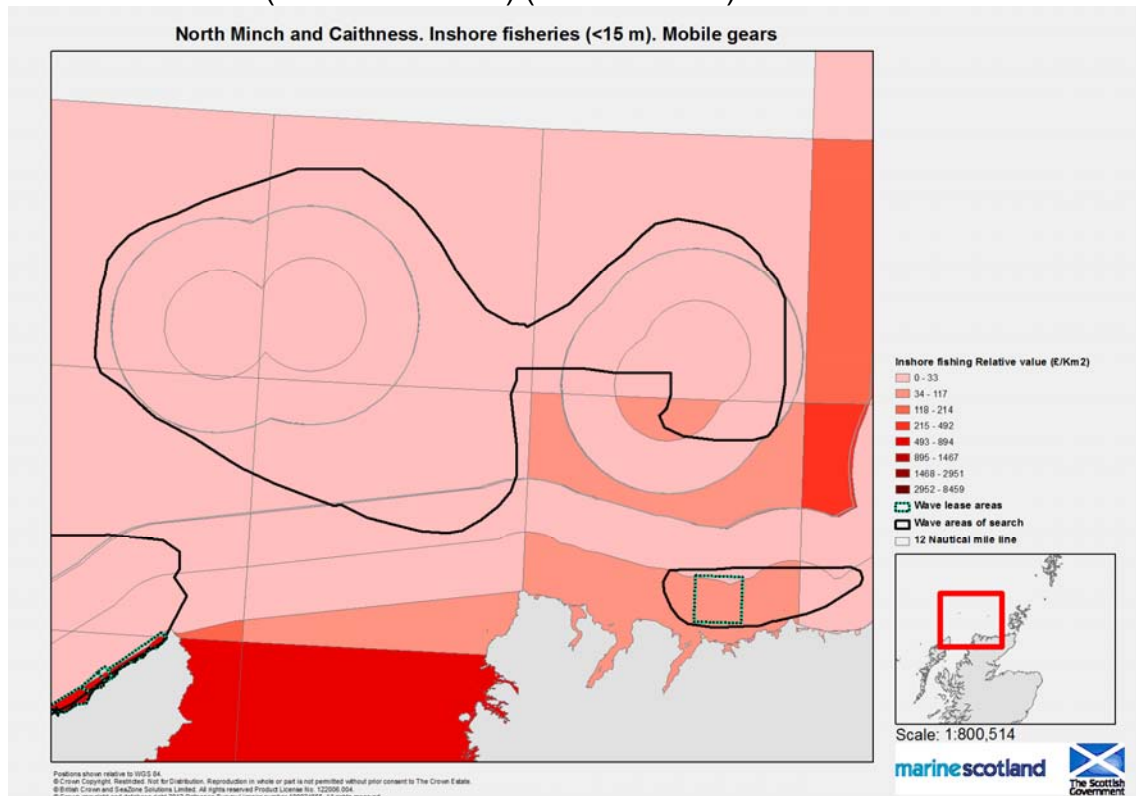 North Minch and Caithness. Inshore fisheries (<15 m). Mobile gears
Inshore fishing Relative value (£/Km2)
0 - 33
34 - 117
118 - 214
215 - 492
493 - 894
895 - 1467
1468 - 2951
2952 - 8459
Wave lease areas
Wave areas of search
12 Nautical mile line
Scale: 1:800,514
marinescotland
The Scottish
Government
Positions shown relative to WGS 84.
© Crown Copyright. Restricted. Not for Distribution. Reproduction in whole or part is not permitted without prior consent to The Crown Estate.
© British Crown and SeaZone Solutions Limited. All rights reserved Product License No. 122006.004.